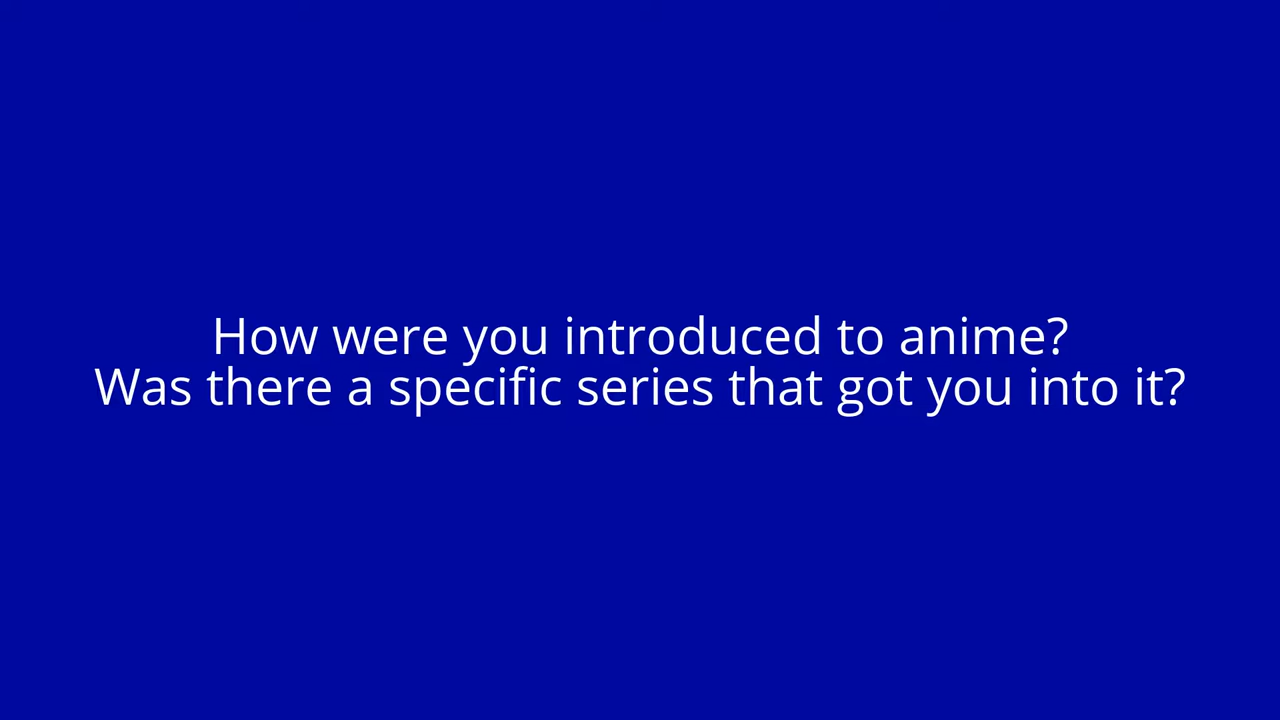 How were you introduced to anime?
Was there a specific series that got you into it?